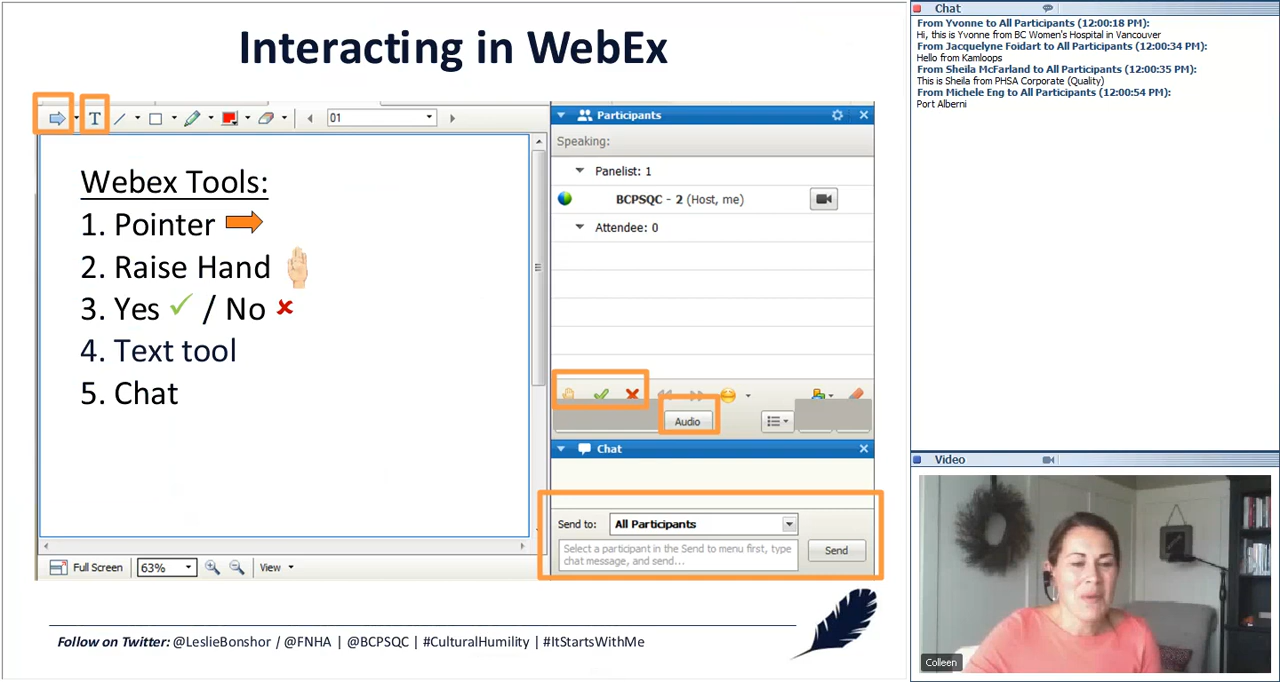 Interacting in WebEx
T
01
Webex Tools:
1. Pointer
2. Raise Hand
3. Yes ✓ / No ✗
4. Text tool
5. Chat
Full Screen
63%
View
Participants
Speaking:
Panelist: 1
BCPSQC - 2 (Host, me)
Attendee: 0
Audio
Chat
Send to:
All Participants
Select a participant in the Send to menu first, type
chat message, and send...
Send
Follow on Twitter: @LeslieBonshor / @FNHA | @BCPSQC | #CulturalHumility | #ItStartsWithMe
Chat
From Yvonne to All Participants (12:00:18 PM):
Hi, this is Yvonne from BC Women's Hospital in Vancouver
From Jacquelyne Foidart to All Participants (12:00:34 PM):
Hello from Kamloops
From Sheila McFarland to All Participants (12:00:35 PM):
This is Sheila from PHSA Corporate (Quality)
From Michele Eng to All Participants (12:00:54 PM):
Port Alberni
Video
Colleen